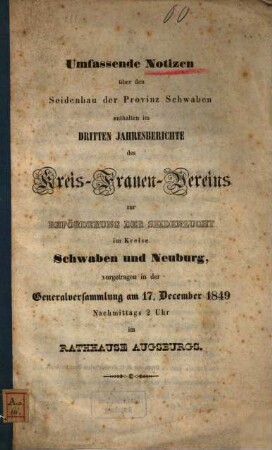 60.
Umfassende Notizen
über den
Seidenbau der Provinz Schwaben
enthalten im
DRITTEN JAHRESBERICHTE
des
Kreis-Frauen-Vereins
zur
BEFÖRDERUNG DER SEIDENZUCHT
im Kreise
Schwaben und Neuburg,
vorgetragen in der
Generalversammlung am 17. December 1849
Nachmittags 2 Uhr
im
RATHHAUSE AUGSBURGS.